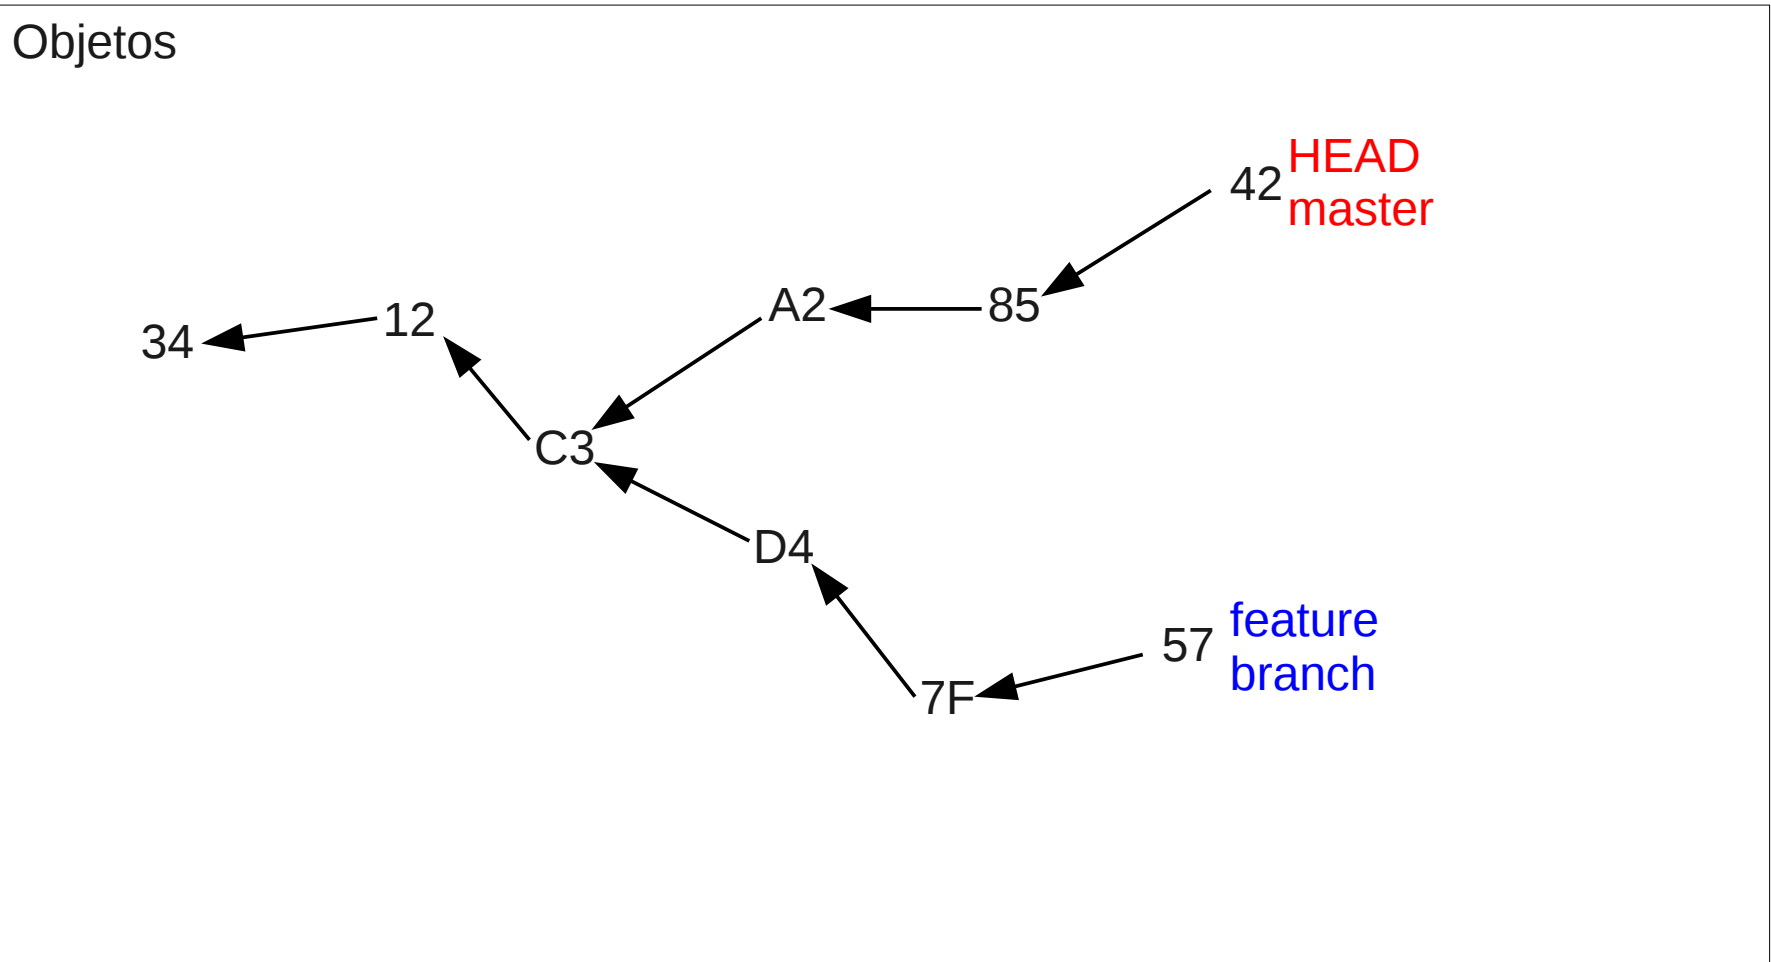 Objetos
HEAD
42
master
A2
85
12
34
C3
D4
feature
57
branch
7F